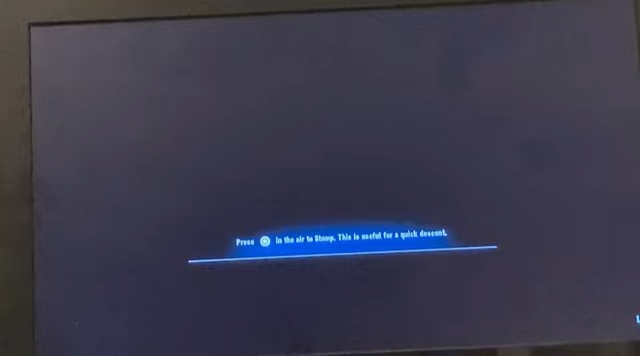 Press in the air to Stomp. This is useful for a quick descent.
L